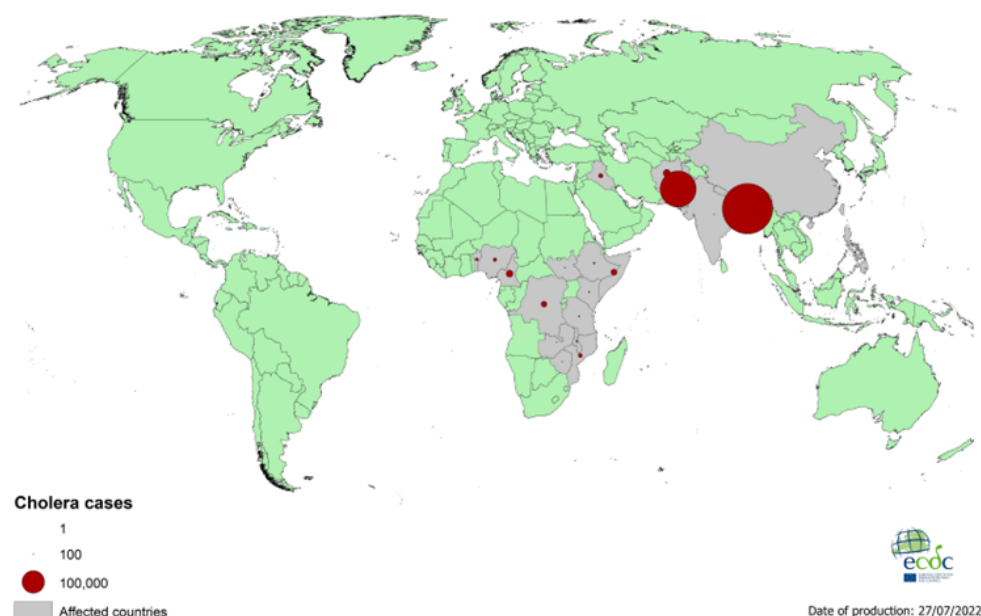 Cholera cases
1
100
100,000
Affected countries
ecdc
Date of production: 27/07/2022